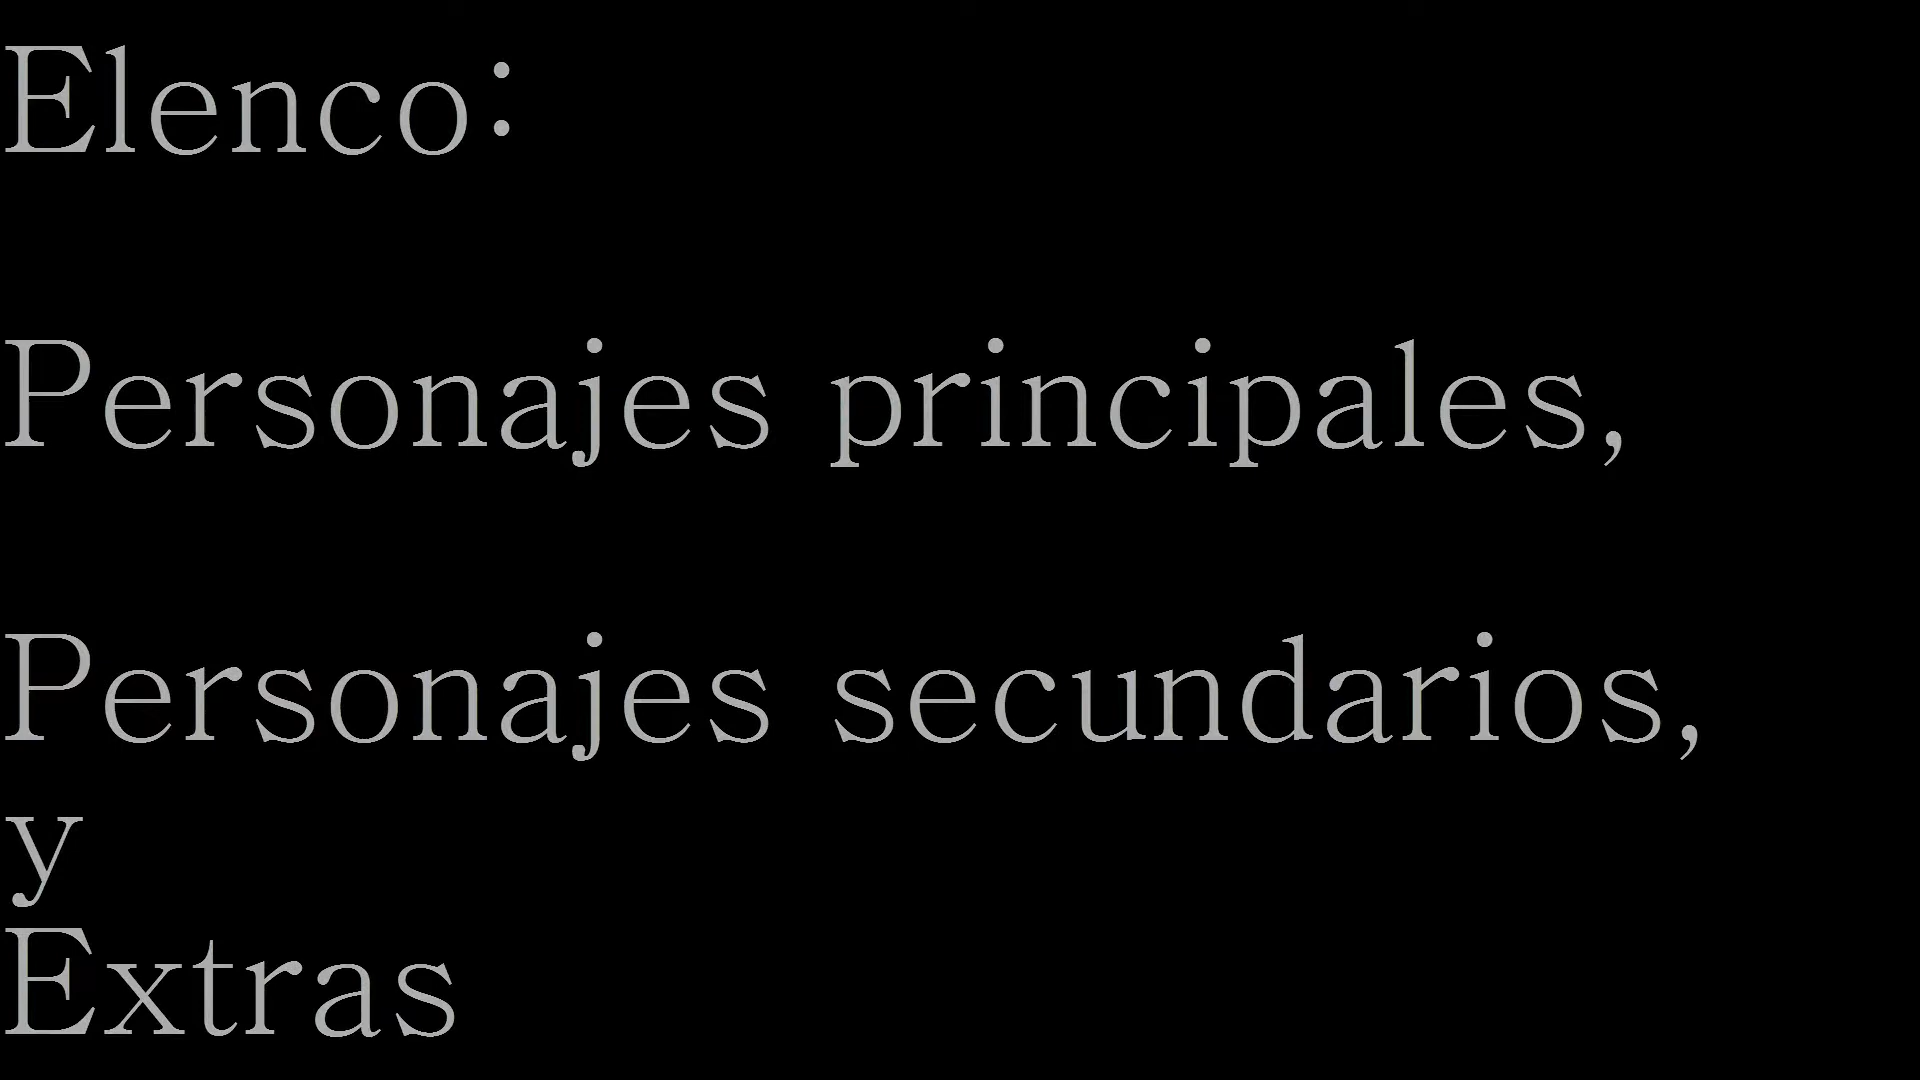 Elenco:
Personajes principales,
Personajes secundarios,
y
Extras